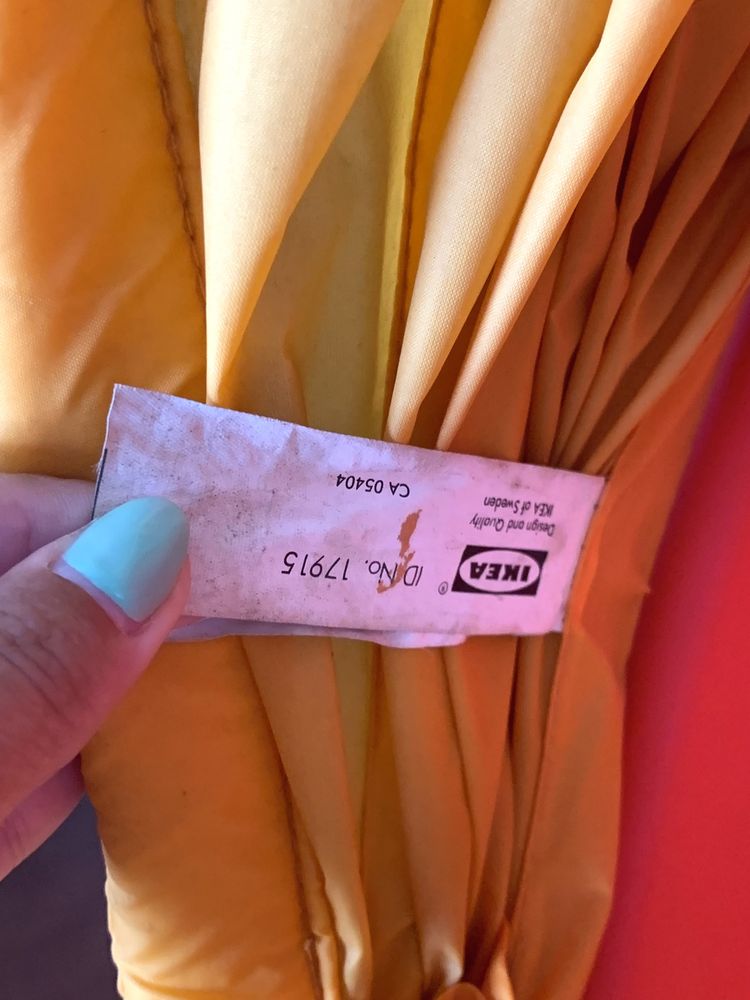 IKEA®
Design and Quality
IKEA of Sweden
ID No. 17915
CA 05404